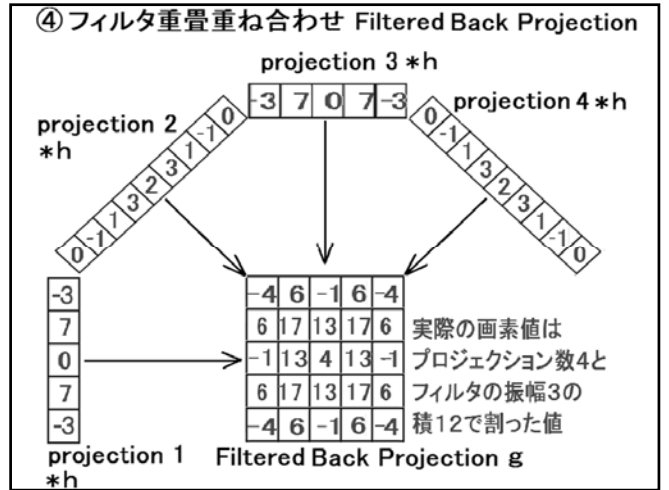 ④フィルタ重畳重ね合わせ Filtered Back Projection
projection 3 *h
-3 7 0 7 -3
projection 2
*h
0 -1 1 3 2 3 1 -1 0
projection 4 *h
0 -1 1 3 2 3 1 -1 0
-3
7
0
7
-3
projection 1
*h
-4 6 -1 6 -4
6 17 13 17 6
-1 13 4 13 -1
6 17 13 17 6
-4 6 -1 6 -4
Filtered Back Projection g
実際の画素値は
プロジェクション数4と
フィルタの振幅3の
積12で割った値